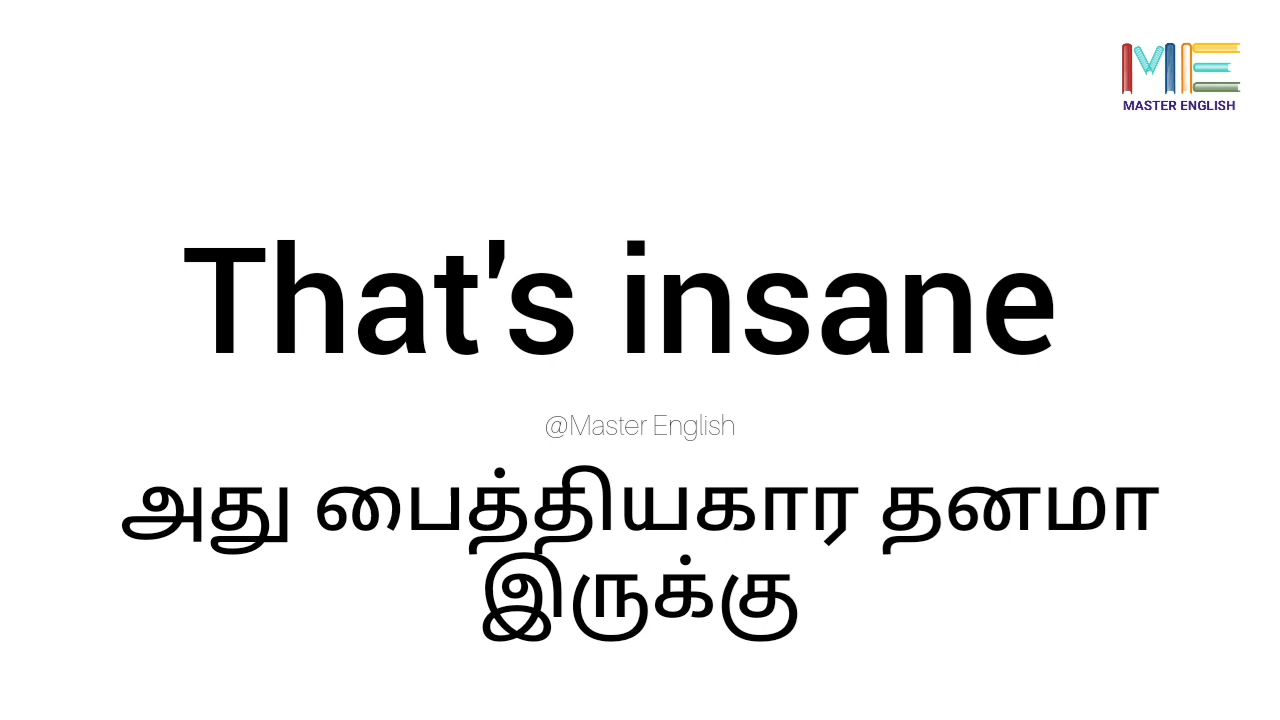 MASTER ENGLISH
That's insane
@Master English
அது பைத்தியகார தனமா
இருக்கு